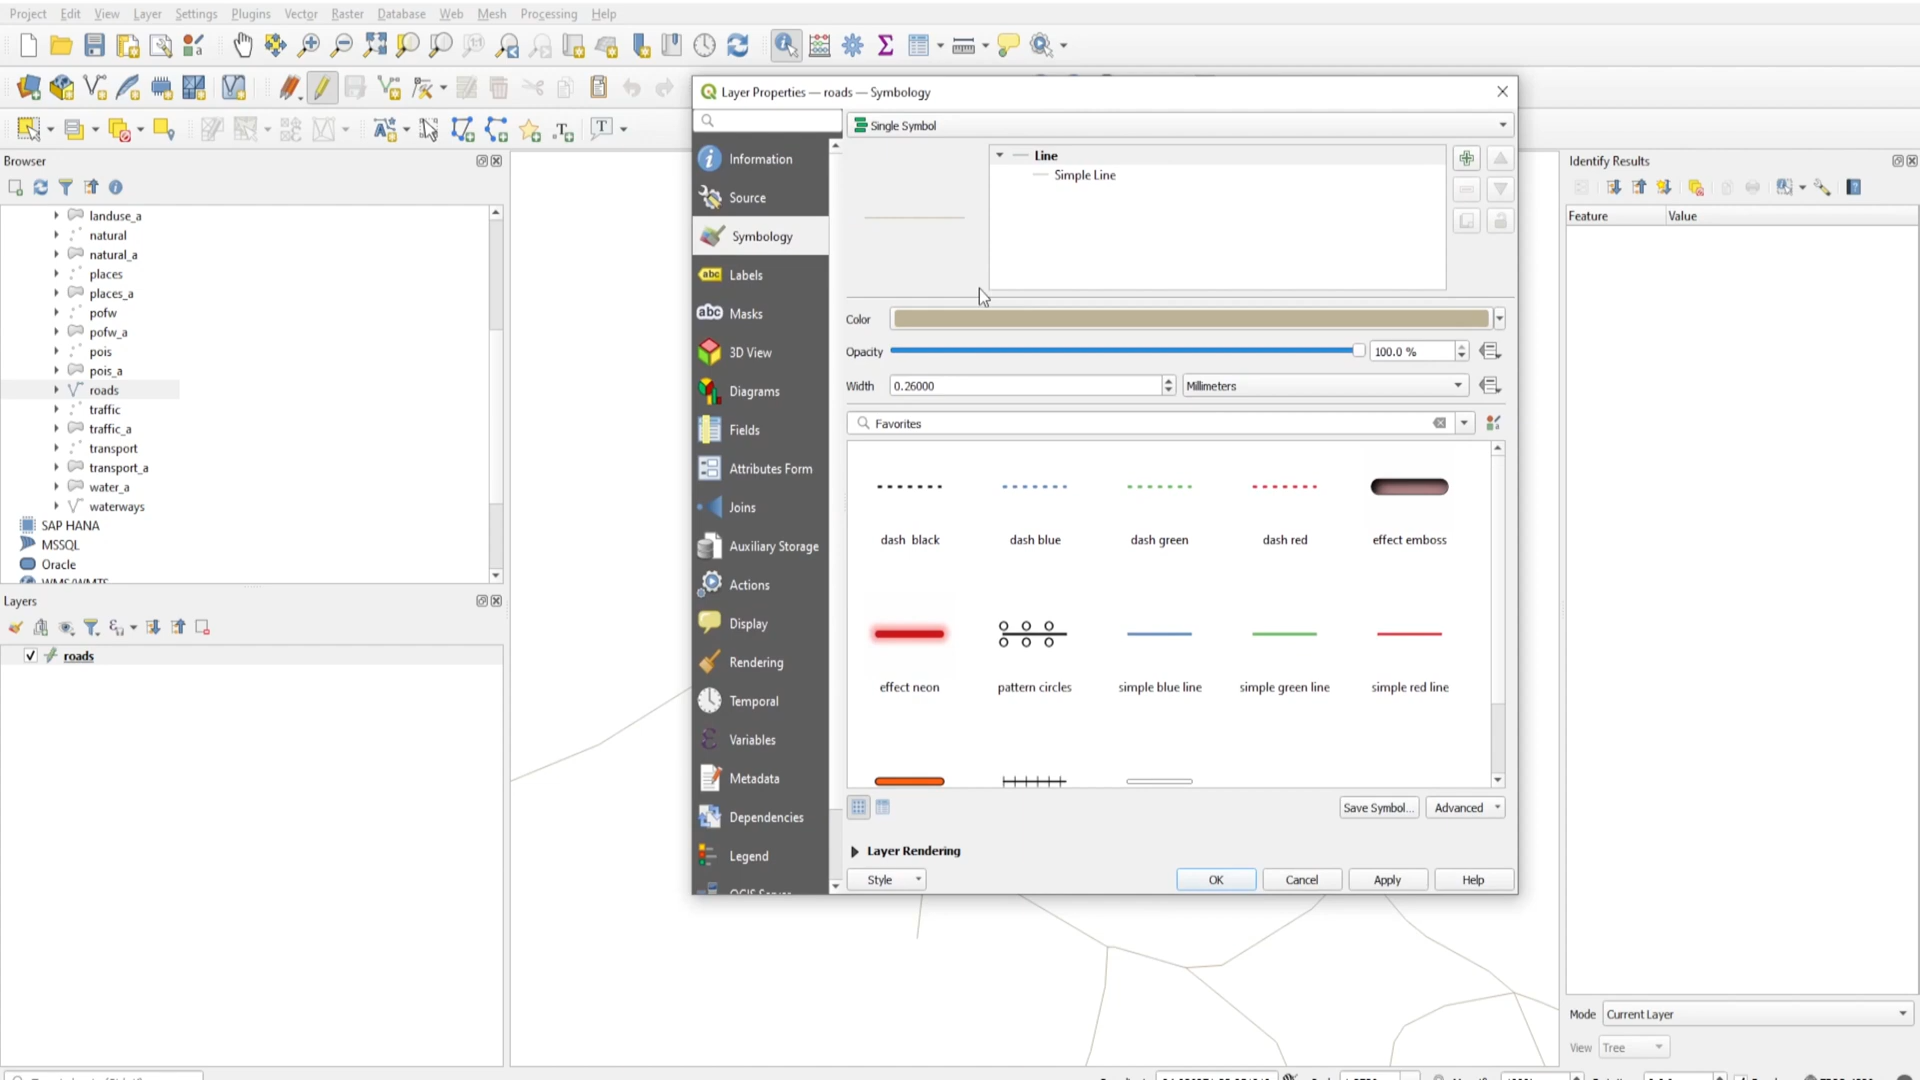 Project Edit View Layer Settings Plugins Vector Raster Database Web Mesh Processing Help
Browser
landuse_a
natural
natural_a
places
places_a
pofw
pofw_a
pois
pois_a
roads
traffic
traffic_a
transport
transport_a
water_a
waterways
SAP HANA
MSSQL
Oracle
WMS/WMTS
Layers
roads
Layer Properties — roads — Symbology
Information
Source
Symbology
abc Labels
abc Masks
3D View
Diagrams
Fields
Attributes Form
Joins
Auxiliary Storage
Actions
Display
Rendering
Temporal
Variables
Metadata
Dependencies
Legend
QGIS Server
Single Symbol
Line
Simple Line
Color
Opacity 100.0 %
Width 0.26000 Millimeters
Favorites
dash  black dash blue dash green dash red effect emboss
effect neon pattern circles simple blue line simple green line simple red line
Save Symbol... Advanced
Layer Rendering
Style OK Cancel Apply Help
Identify Results
Feature Value
Mode Current Layer
View Tree